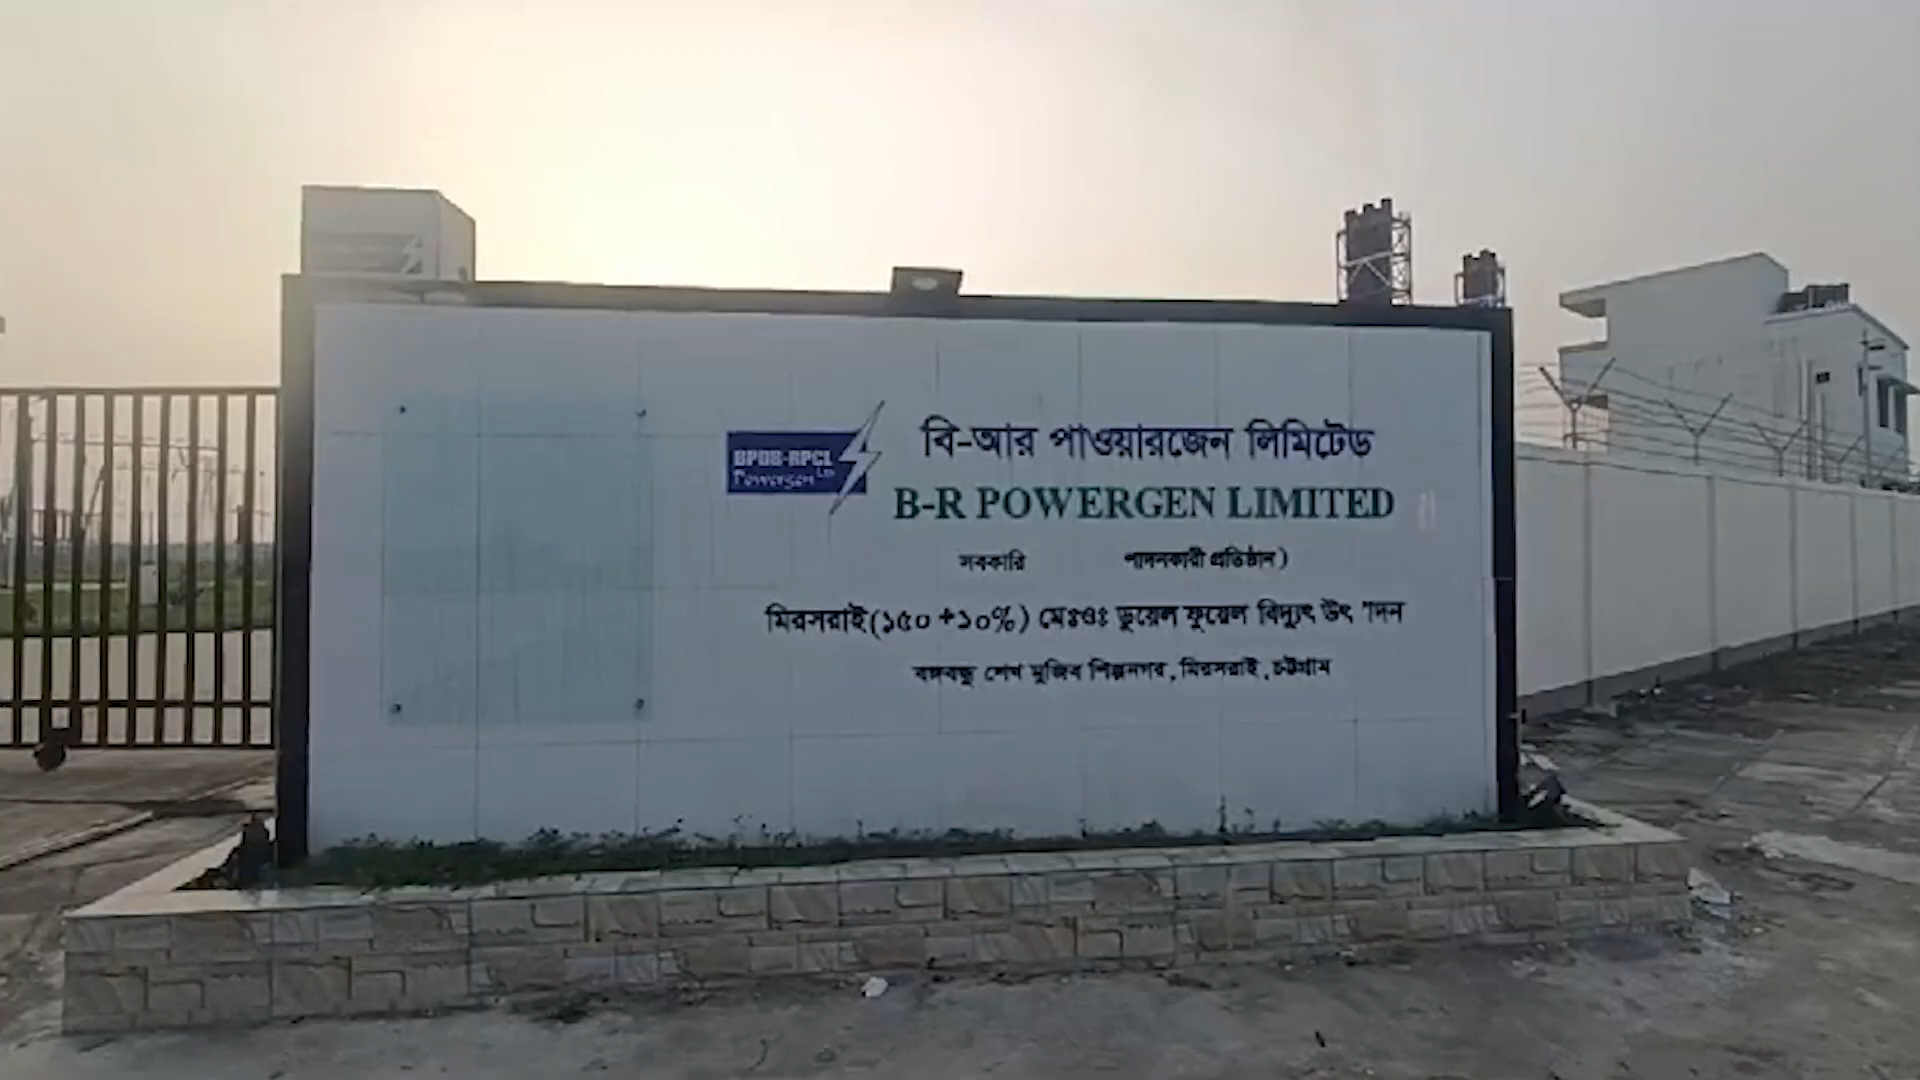 BPDB-RPCL
Powergen Ltd
বি-আর পাওয়ারজেন লিমিটেড
B-R POWERGEN LIMITED
সরকারি পাদনকারী প্রতিষ্ঠান)
মিরসরাই(১৫০+১০%) মেঃওঃ ডুয়েল ফুয়েল বিদ্যুৎ উৎ াদন
বঙ্গবন্ধু শেখ মুজিব শিল্পনগর, মিরসরাই, চট্টগ্রাম